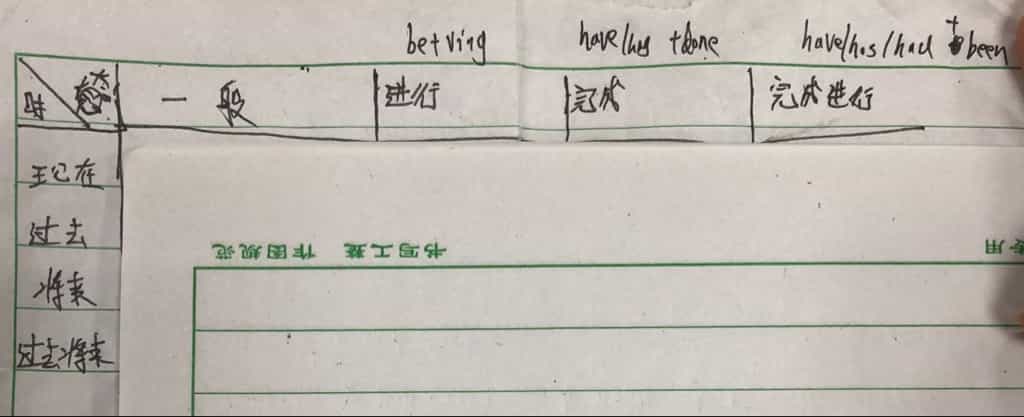 be+ving have/has +done have/has/had +been
时 态 一般 进行 完成 完成进行
现在
过去
将来
过去将来
书写工整 作图规范
专用